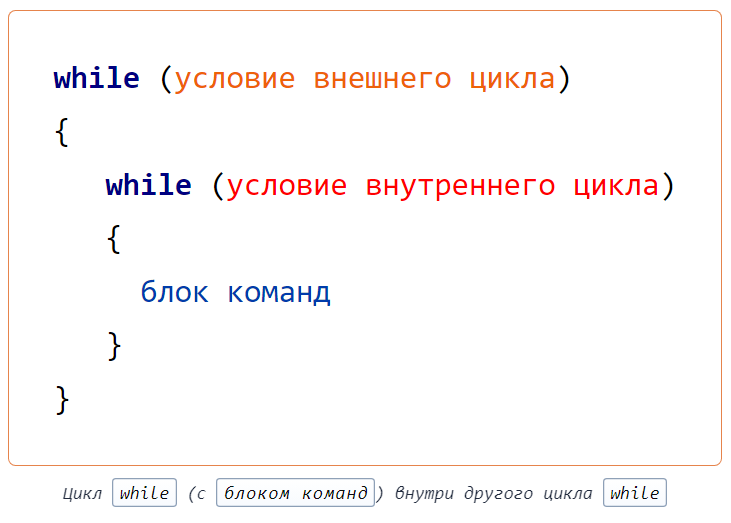 while (условие внешнего цикла)
{
while (условие внутреннего цикла)
{
блок команд
}
}
Цикл while (с блоком команд) внутри другого цикла while